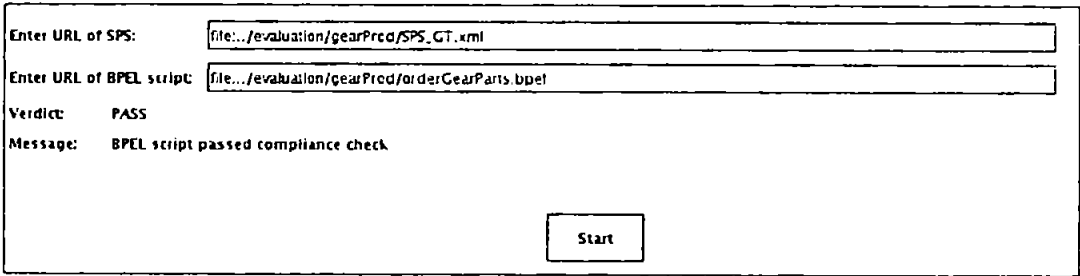 Enter URL of SPS: file:../evaluation/gearProd/SPS_GT.xml
Enter URL of BPEL script: file:../evaluation/gearProd/orderGearParts.bpel
Verdict: PASS
Message: BPEL script passed compliance check
Start